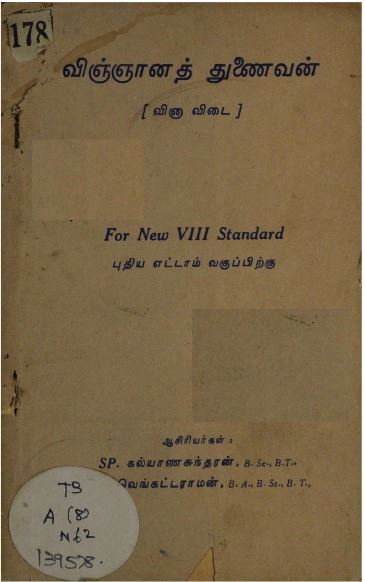 178
விஞ்ஞானத் துணைவன்
[ வினா விடை ]
For New VIII Standard
புதிய எட்டாம் வகுப்பிற்கு
ஆசிரியர்கள் :
SP. கல்யாணசுந்தரன், B. Sc., B.T.,
வெங்கட்டராமன், B. A., B. Sc., B. T.,
TB
A (8)
N62
139578.